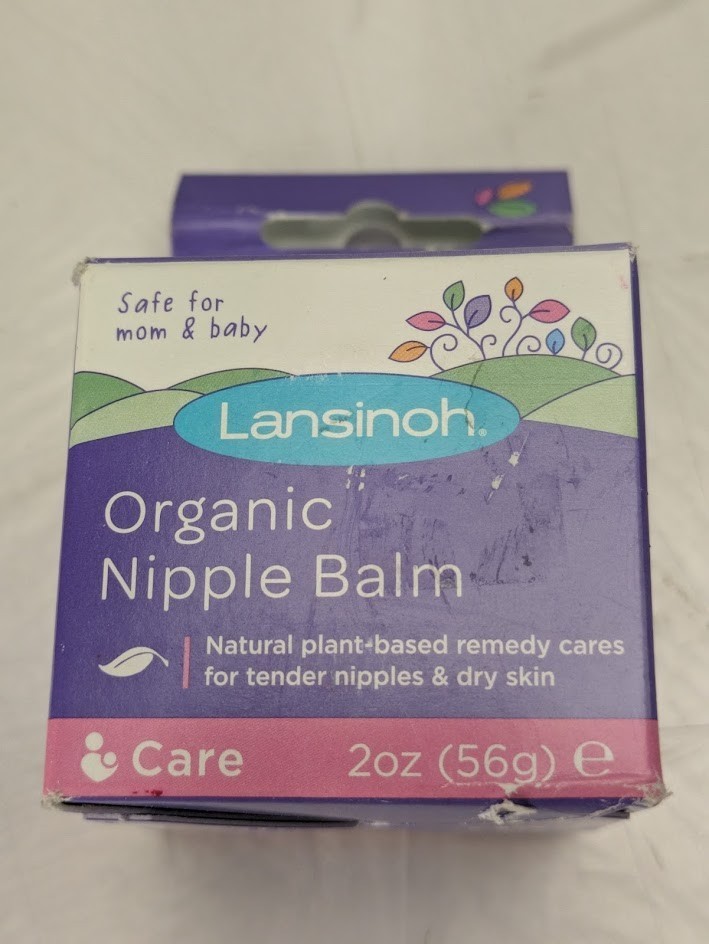 Safe for
mom & baby
Lansinoh®
Organic
Nipple Balm
Natural plant-based remedy cares
for tender nipples & dry skin
Care 2oz (56g) ℮